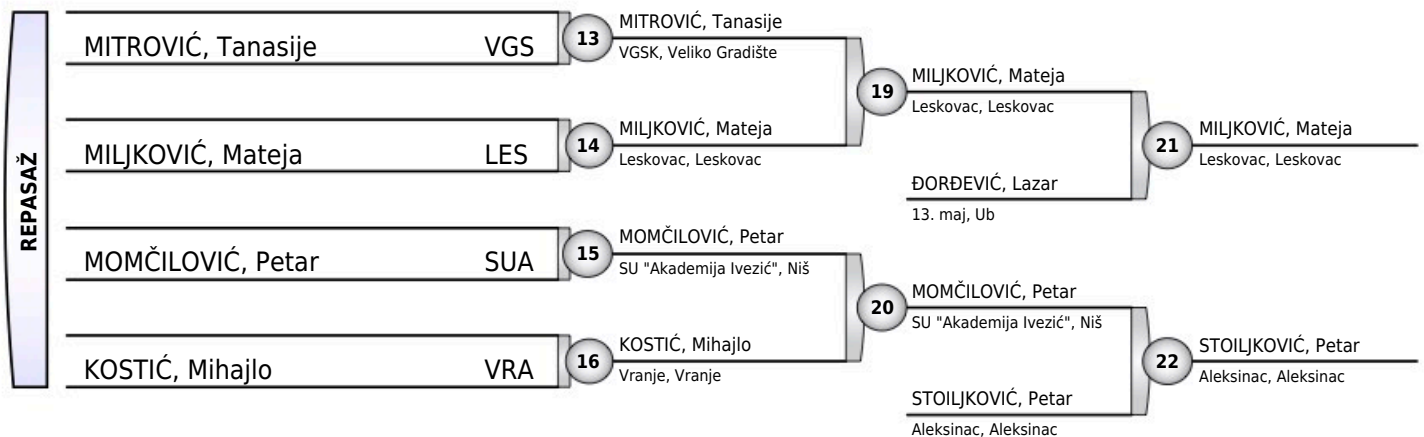 REPASAŽ
MITROVIĆ, Tanasije VGS
MILJKOVIĆ, Mateja LES
MOMČILOVIĆ, Petar SUA
KOSTIĆ, Mihajlo VRA
13
MITROVIĆ, Tanasije
VGSK, Veliko Gradište
14
MILJKOVIĆ, Mateja
Leskovac, Leskovac
15
MOMČILOVIĆ, Petar
SU "Akademija Ivezić", Niš
16
KOSTIĆ, Mihajlo
Vranje, Vranje
19
MILJKOVIĆ, Mateja
Leskovac, Leskovac
ĐORĐEVIĆ, Lazar
13. maj, Ub
20
MOMČILOVIĆ, Petar
SU "Akademija Ivezić", Niš
STOILJKOVIĆ, Petar
Aleksinac, Aleksinac
21
MILJKOVIĆ, Mateja
Leskovac, Leskovac
22
STOILJKOVIĆ, Petar
Aleksinac, Aleksinac